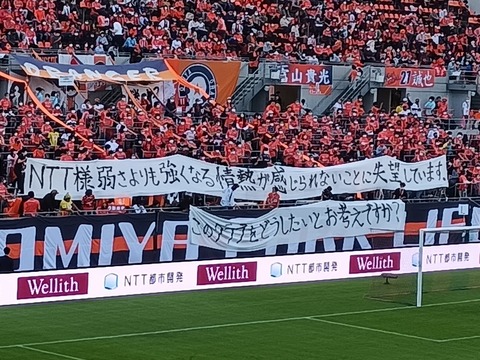 青山貴光
NTT様弱さよりも強くなる情熱が感じられないことに失望しています。
このクラブをどうしたいとお考えですか?
OMIYA
Wellith
NTT都市開発
Wellith
NTT都市開発
Wellith
NTT都市開発